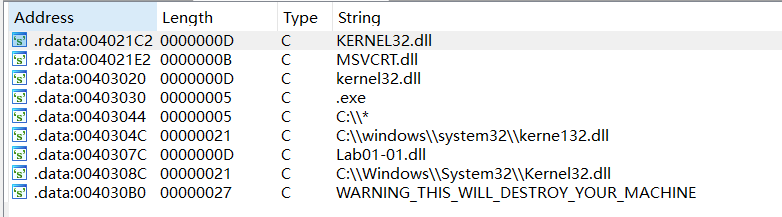 Address Length Type String
.rdata:004021C2 0000000D C KERNEL32.dll
.rdata:004021E2 0000000B C MSVCRT.dll
.data:00403020 0000000D C kernel32.dll
.data:00403030 00000005 C .exe
.data:00403044 00000005 C C:\\*
.data:0040304C 00000021 C C:\\windows\\system32\\kerne132.dll
.data:0040307C 0000000D C Lab01-01.dll
.data:0040308C 00000021 C C:\\Windows\\System32\\Kernel32.dll
.data:004030B0 00000027 C WARNING_THIS_WILL_DESTROY_YOUR_MACHINE